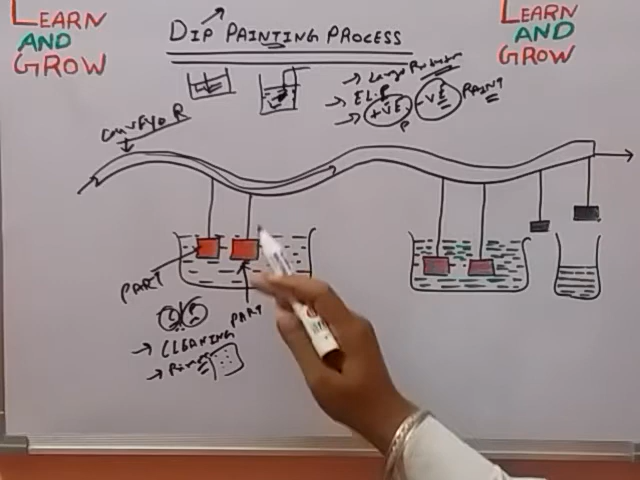 LEARN
AND
GROW
DIP PAINTING PROCESS
LEARN
AND
GROW
→ EL.P
→ +VE
-VE
PAINT
P
CONVEYOR
PART
PART
→ CLEANING